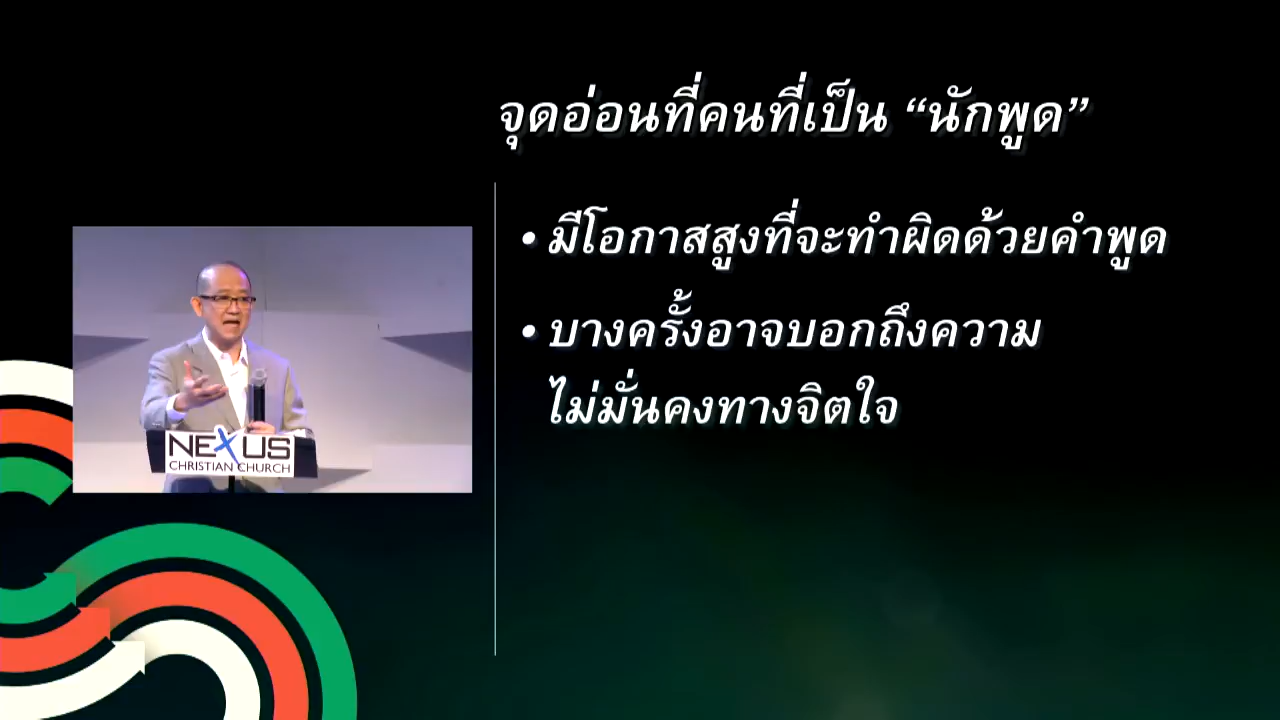 จุดอ่อนที่คนที่เป็น “นักพูด”
• มีโอกาสสูงที่จะทำผิดด้วยคำพูด
• บางครั้งอาจบอกถึงความ
ไม่มั่นคงทางจิตใจ
NEXUS
CHRISTIAN CHURCH